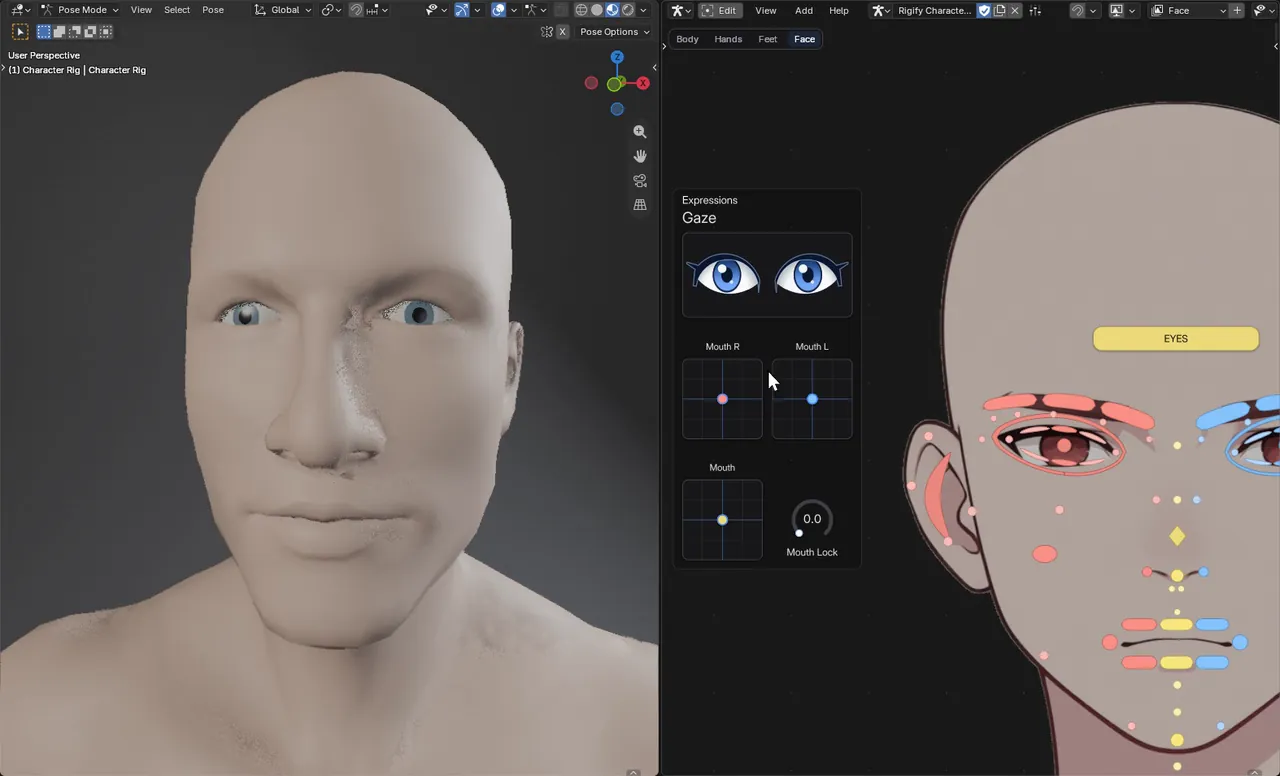 Pose Mode View Select Pose Global
Pose Options
User Perspective
(1) Character Rig | Character Rig
Z
X
Edit View Add Help Rigify Characte... Face
Body Hands Feet Face
Expressions
Gaze
Mouth R Mouth L
Mouth
0.0
Mouth Lock
EYES